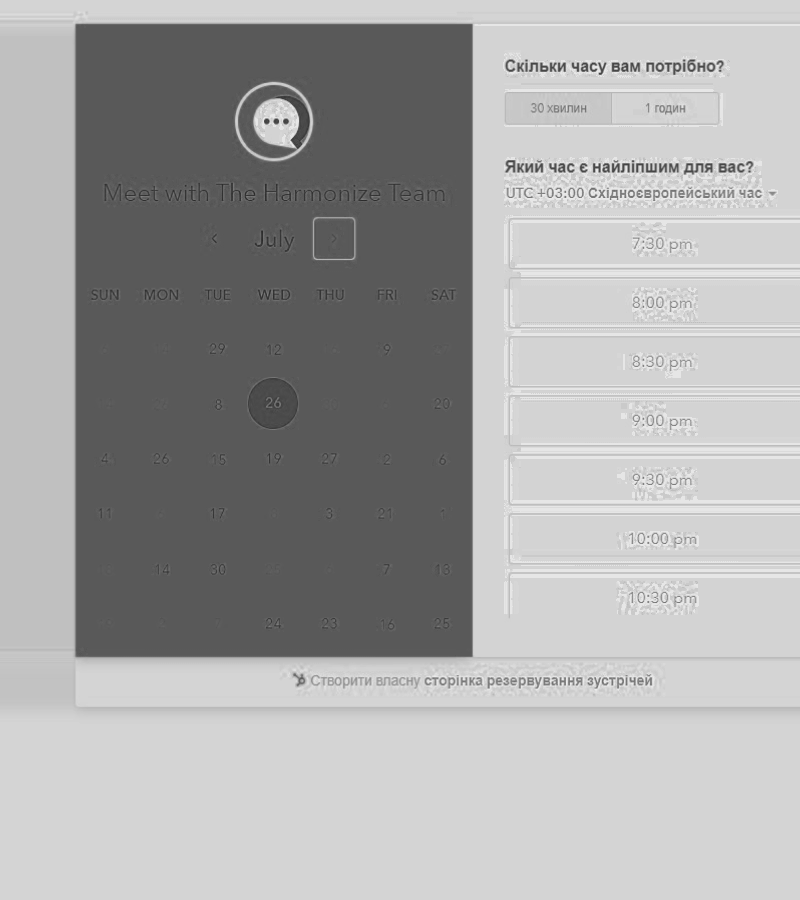 Meet with The Harmonize Team
July
SUN MON TUE WED THU FRI SAT
29 12 9
8 26 20
4 26 15 19 27 2 6
11 17 3 21
14 30 7 13
24 23 16 25
Скільки часу вам потрібно?
30 хвилин 1 годин
Який час є найліпшим для вас?
UTC +03:00 Східноєвропейський час
7:30 pm
8:00 pm
8:30 pm
9:00 pm
9:30 pm
10:00 pm
10:30 pm
Створити власну сторінка резервування зустрічей